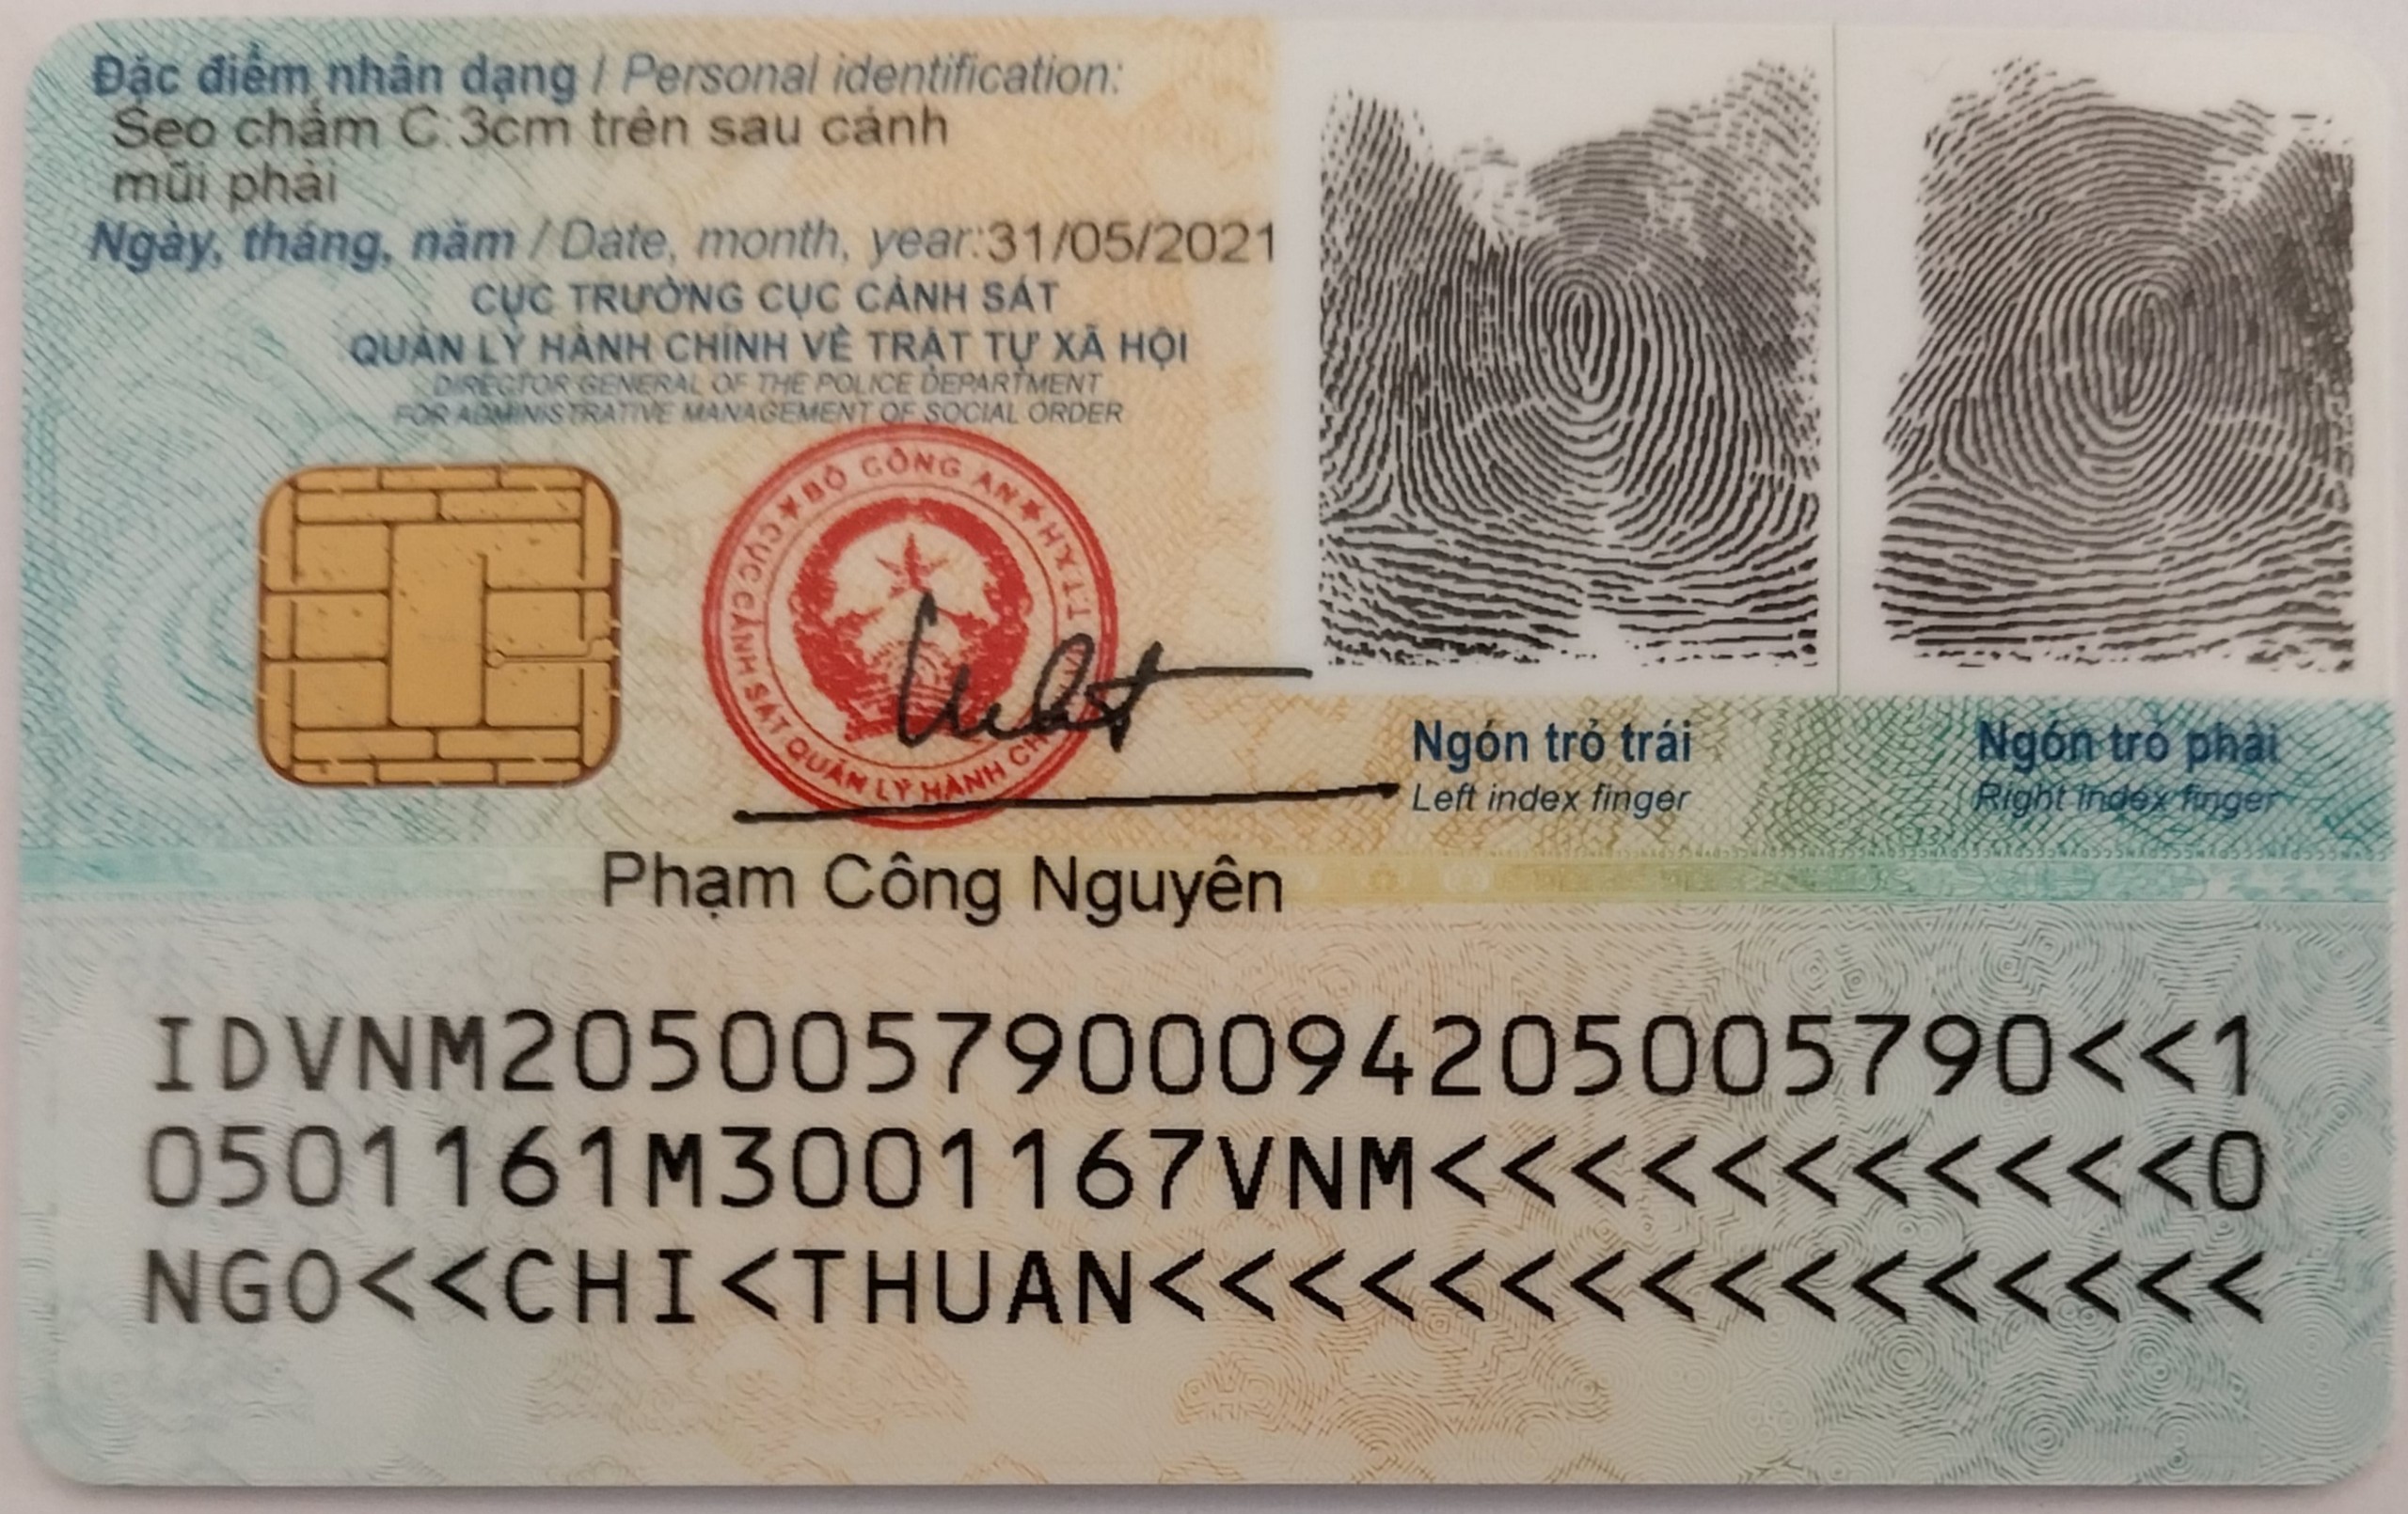 Đặc điểm nhân dạng / Personal identification:
Sẹo chấm C.3cm trên sau cánh
mũi phải
Ngày, tháng, năm / Date, month, year:31/05/2021
CỤC TRƯỞNG CỤC CẢNH SÁT
QUẢN LÝ HÀNH CHÍNH VỀ TRẬT TỰ XÃ HỘI
DIRECTOR GENERAL OF THE POLICE DEPARTMENT
FOR ADMINISTRATIVE MANAGEMENT OF SOCIAL ORDER
BỘ CÔNG AN
CỤC CẢNH SÁT QUẢN LÝ HÀNH
Ngón trỏ trái
Left index finger
Ngón trỏ phải
Right index finger
Phạm Công Nguyên
IDVNM2050057900094205005790<<1
0501161M3001167VNM<<<<<<<<<<<0
NGO<<CHI<THUAN<<<<<<<<<<<<<<<<